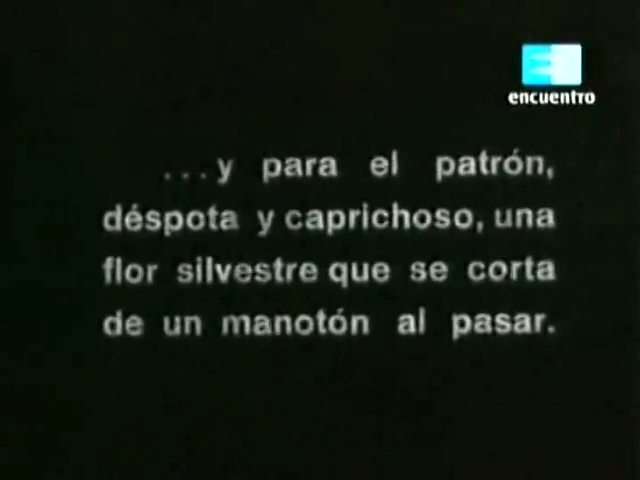 encuentro
...y para el patrón,
déspota y caprichoso, una
flor silvestre que se corta
de un manotón al pasar.